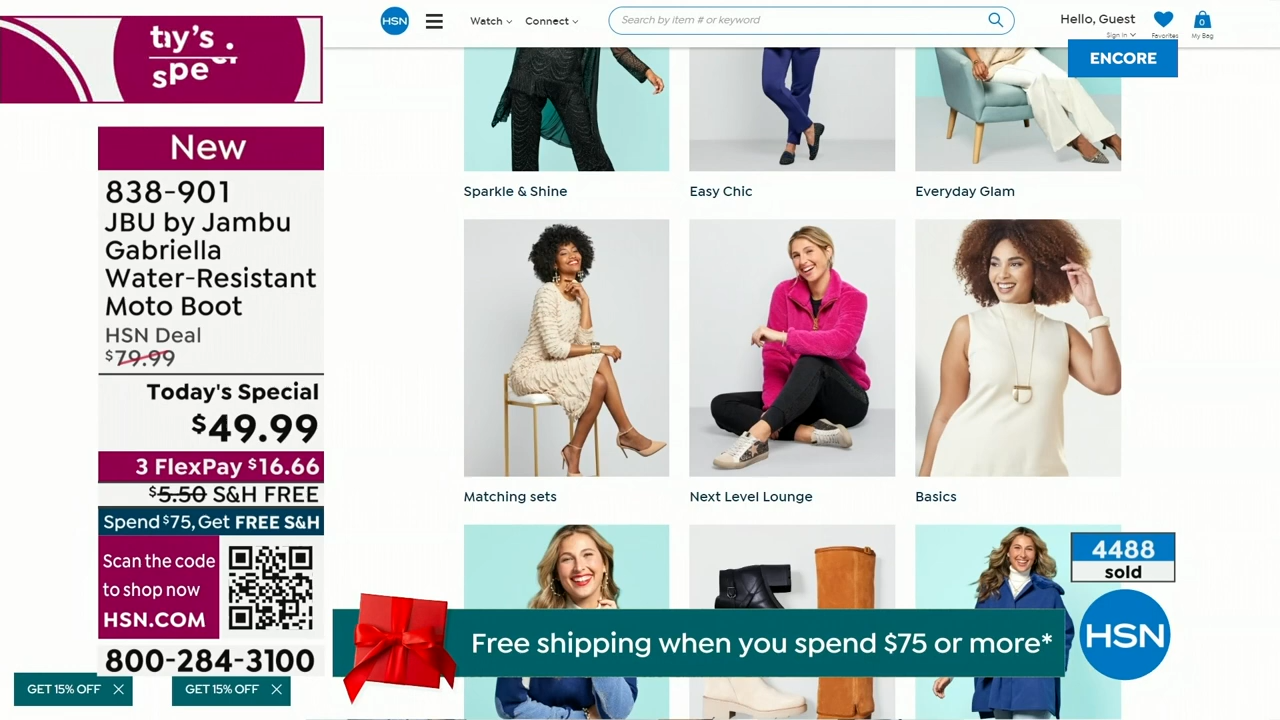 HSN
Watch
Connect
Search by item # or keyword
Hello, Guest
Sign In
Favorites
0
My Bag
ENCORE
New
838-901
JBU by Jambu
Gabriella
Water-Resistant
Moto Boot
HSN Deal
$79.99
Today's Special
$49.99
3 FlexPay $16.66
$5.50 S&H FREE
Spend $75, Get FREE S&H
Scan the code
to shop now
HSN.COM
800-284-3100
GET 15% OFF
GET 15% OFF
Sparkle & Shine
Easy Chic
Everyday Glam
Matching sets
Next Level Lounge
Basics
4488
sold
Free shipping when you spend $75 or more*
HSN